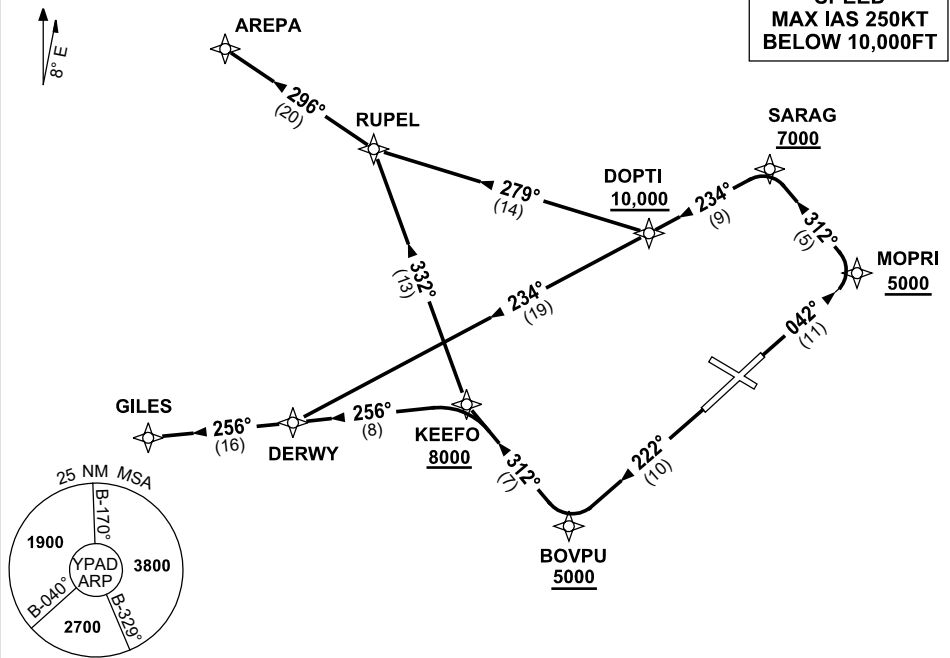 SPEED
MAX IAS 250KT
BELOW 10,000FT
8° E
AREPA
296°
(20)
RUPEL
SARAG
7000
DOPTI
10,000
279°
(14)
234°
(9)
312°
(5)
MOPRI
5000
332°
(13)
234°
(19)
042°
(11)
GILES
256°
(16)
DERWY
256°
(8)
KEEFO
8000
312°
(7)
222°
(10)
BOVPU
5000
25 NM MSA
B-170°
1900
YPAD
ARP
3800
B-040°
B-329°
2700